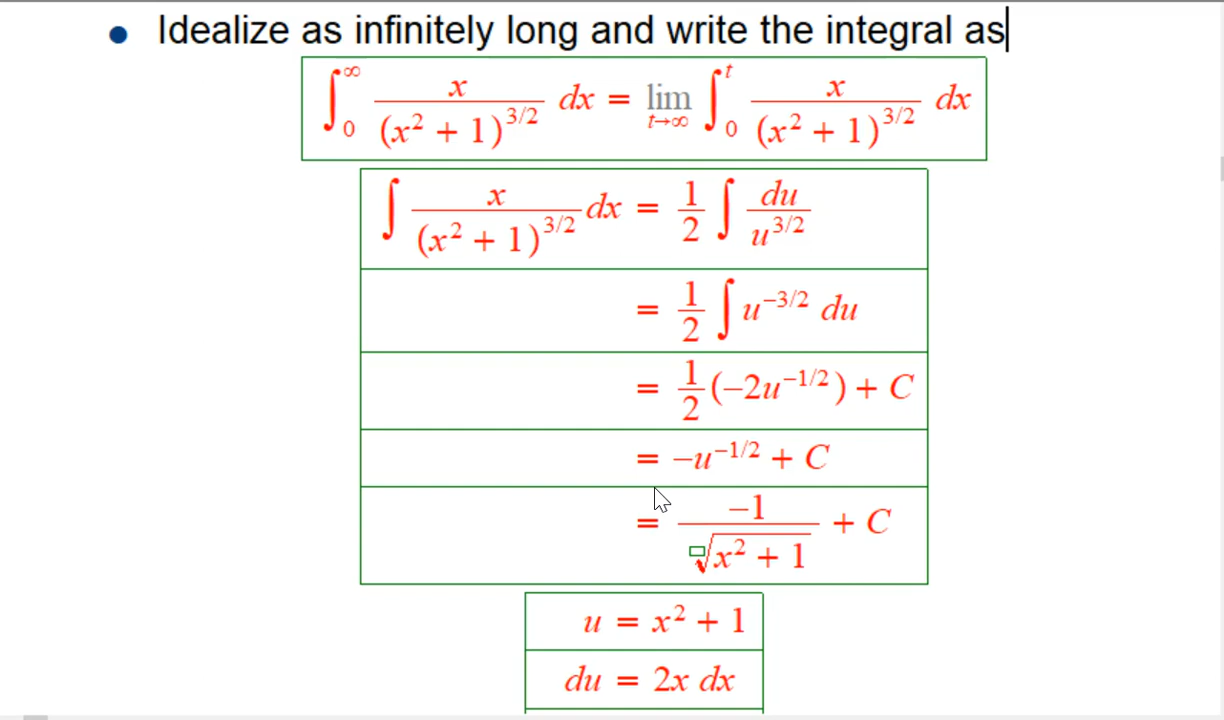 • Idealize as infinitely long and write the integral as
∫₀^∞ x/(x² + 1)^{3/2} dx = lim_{t→∞} ∫₀^t x/(x² + 1)^{3/2} dx
∫ x/(x² + 1)^{3/2} dx = 1/2 ∫ du/u^{3/2}
= 1/2 ∫ u^{−3/2} du
= 1/2 (−2u^{−1/2}) + C
= −u^{−1/2} + C
= −1/√(x² + 1) + C
u = x² + 1
du = 2x dx